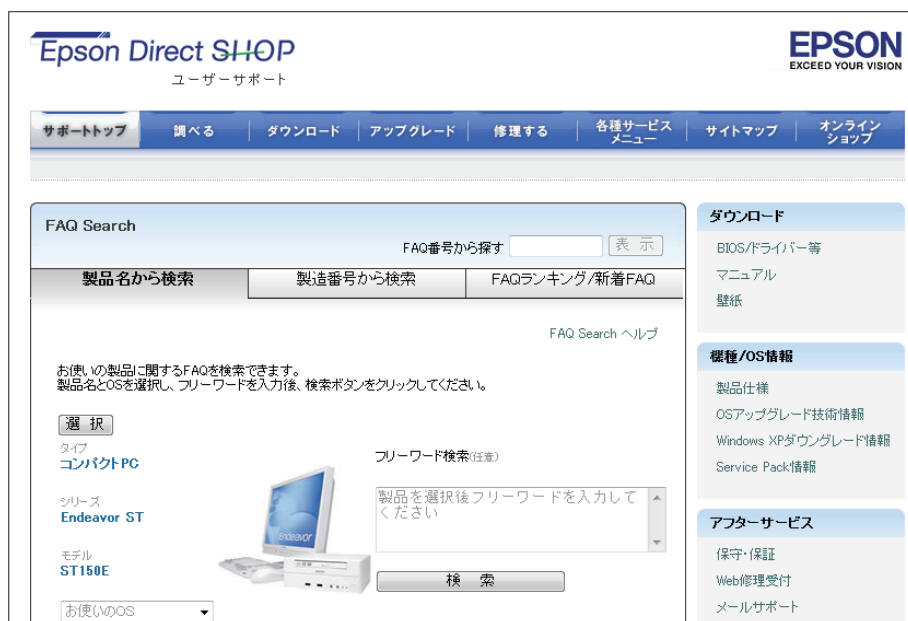 Epson Direct SHOP
ユーザーサポート
EPSON
EXCEED YOUR VISION
サポートトップ
調べる
ダウンロード
アップグレード
修理する
各種サービス
メニュー
サイトマップ
オンライン
ショップ
FAQ Search
FAQ番号から探す
表 示
製品名から検索
製造番号から検索
FAQランキング/新着FAQ
FAQ Search ヘルプ
お使いの製品に関するFAQを検索できます。
製品名とOSを選択し、フリーワードを入力後、検索ボタンをクリックしてください。
選 択
タイプ
コンパクトPC
シリーズ
Endeavor ST
モデル
ST150E
お使いのOS
Endeavor
フリーワード検索(任意)
製品を選択後フリーワードを入力して
ください
検 索
ダウンロード
BIOS/ドライバー等
マニュアル
壁紙
機種/OS情報
製品仕様
OSアップグレード技術情報
Windows XPダウングレード情報
Service Pack情報
アフターサービス
保守・保証
Web修理受付
メールサポート